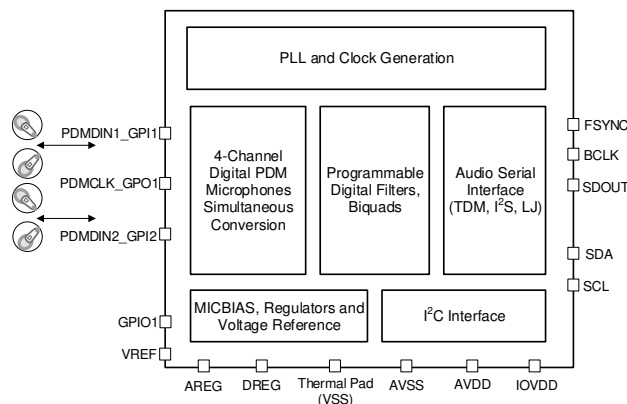 PLL and Clock Generation
PDMDIN1_GPI1
PDMCLK_GPO1
PDMDIN2_GPI2
GPIO1
VREF
4-Channel
Digital PDM
Microphones
Simultaneous
Conversion
Programmable
Digital Filters,
Biquads
Audio Serial
Interface
(TDM, I²S, LJ)
FSYNC
BCLK
SDOUT
SDA
SCL
MICBIAS, Regulators and
Voltage Reference
I²C Interface
AREG
DREG
Thermal Pad
(VSS)
AVSS
AVDD
IOVDD